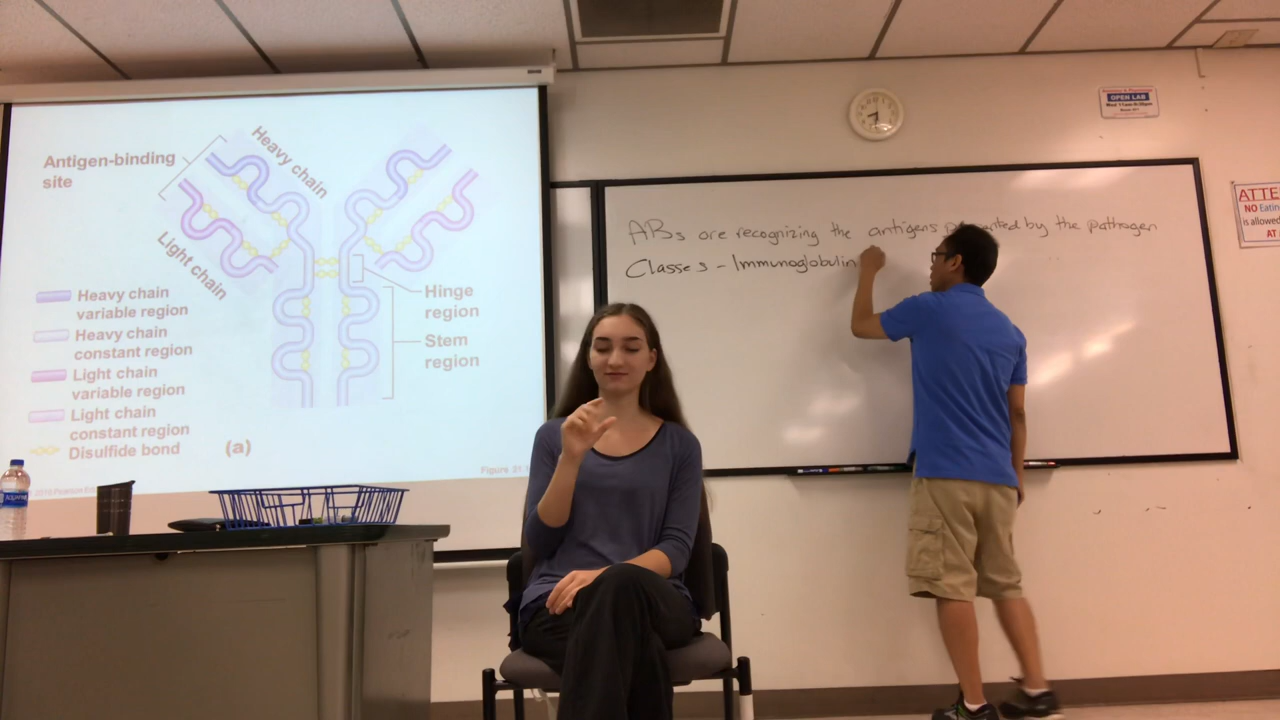 Antigen-binding
site
Heavy chain
Light chain
Heavy chain
variable region
Heavy chain
constant region
Light chain
variable region
Light chain
constant region
Disulfide bond
(a)
Hinge
region
Stem
region
Figure 21.
ABs are recognizing the antigens by the pathogen
Classes - Immunoglobulin
OPEN LAB
ATTE
NO Eatin
is allowed
AT